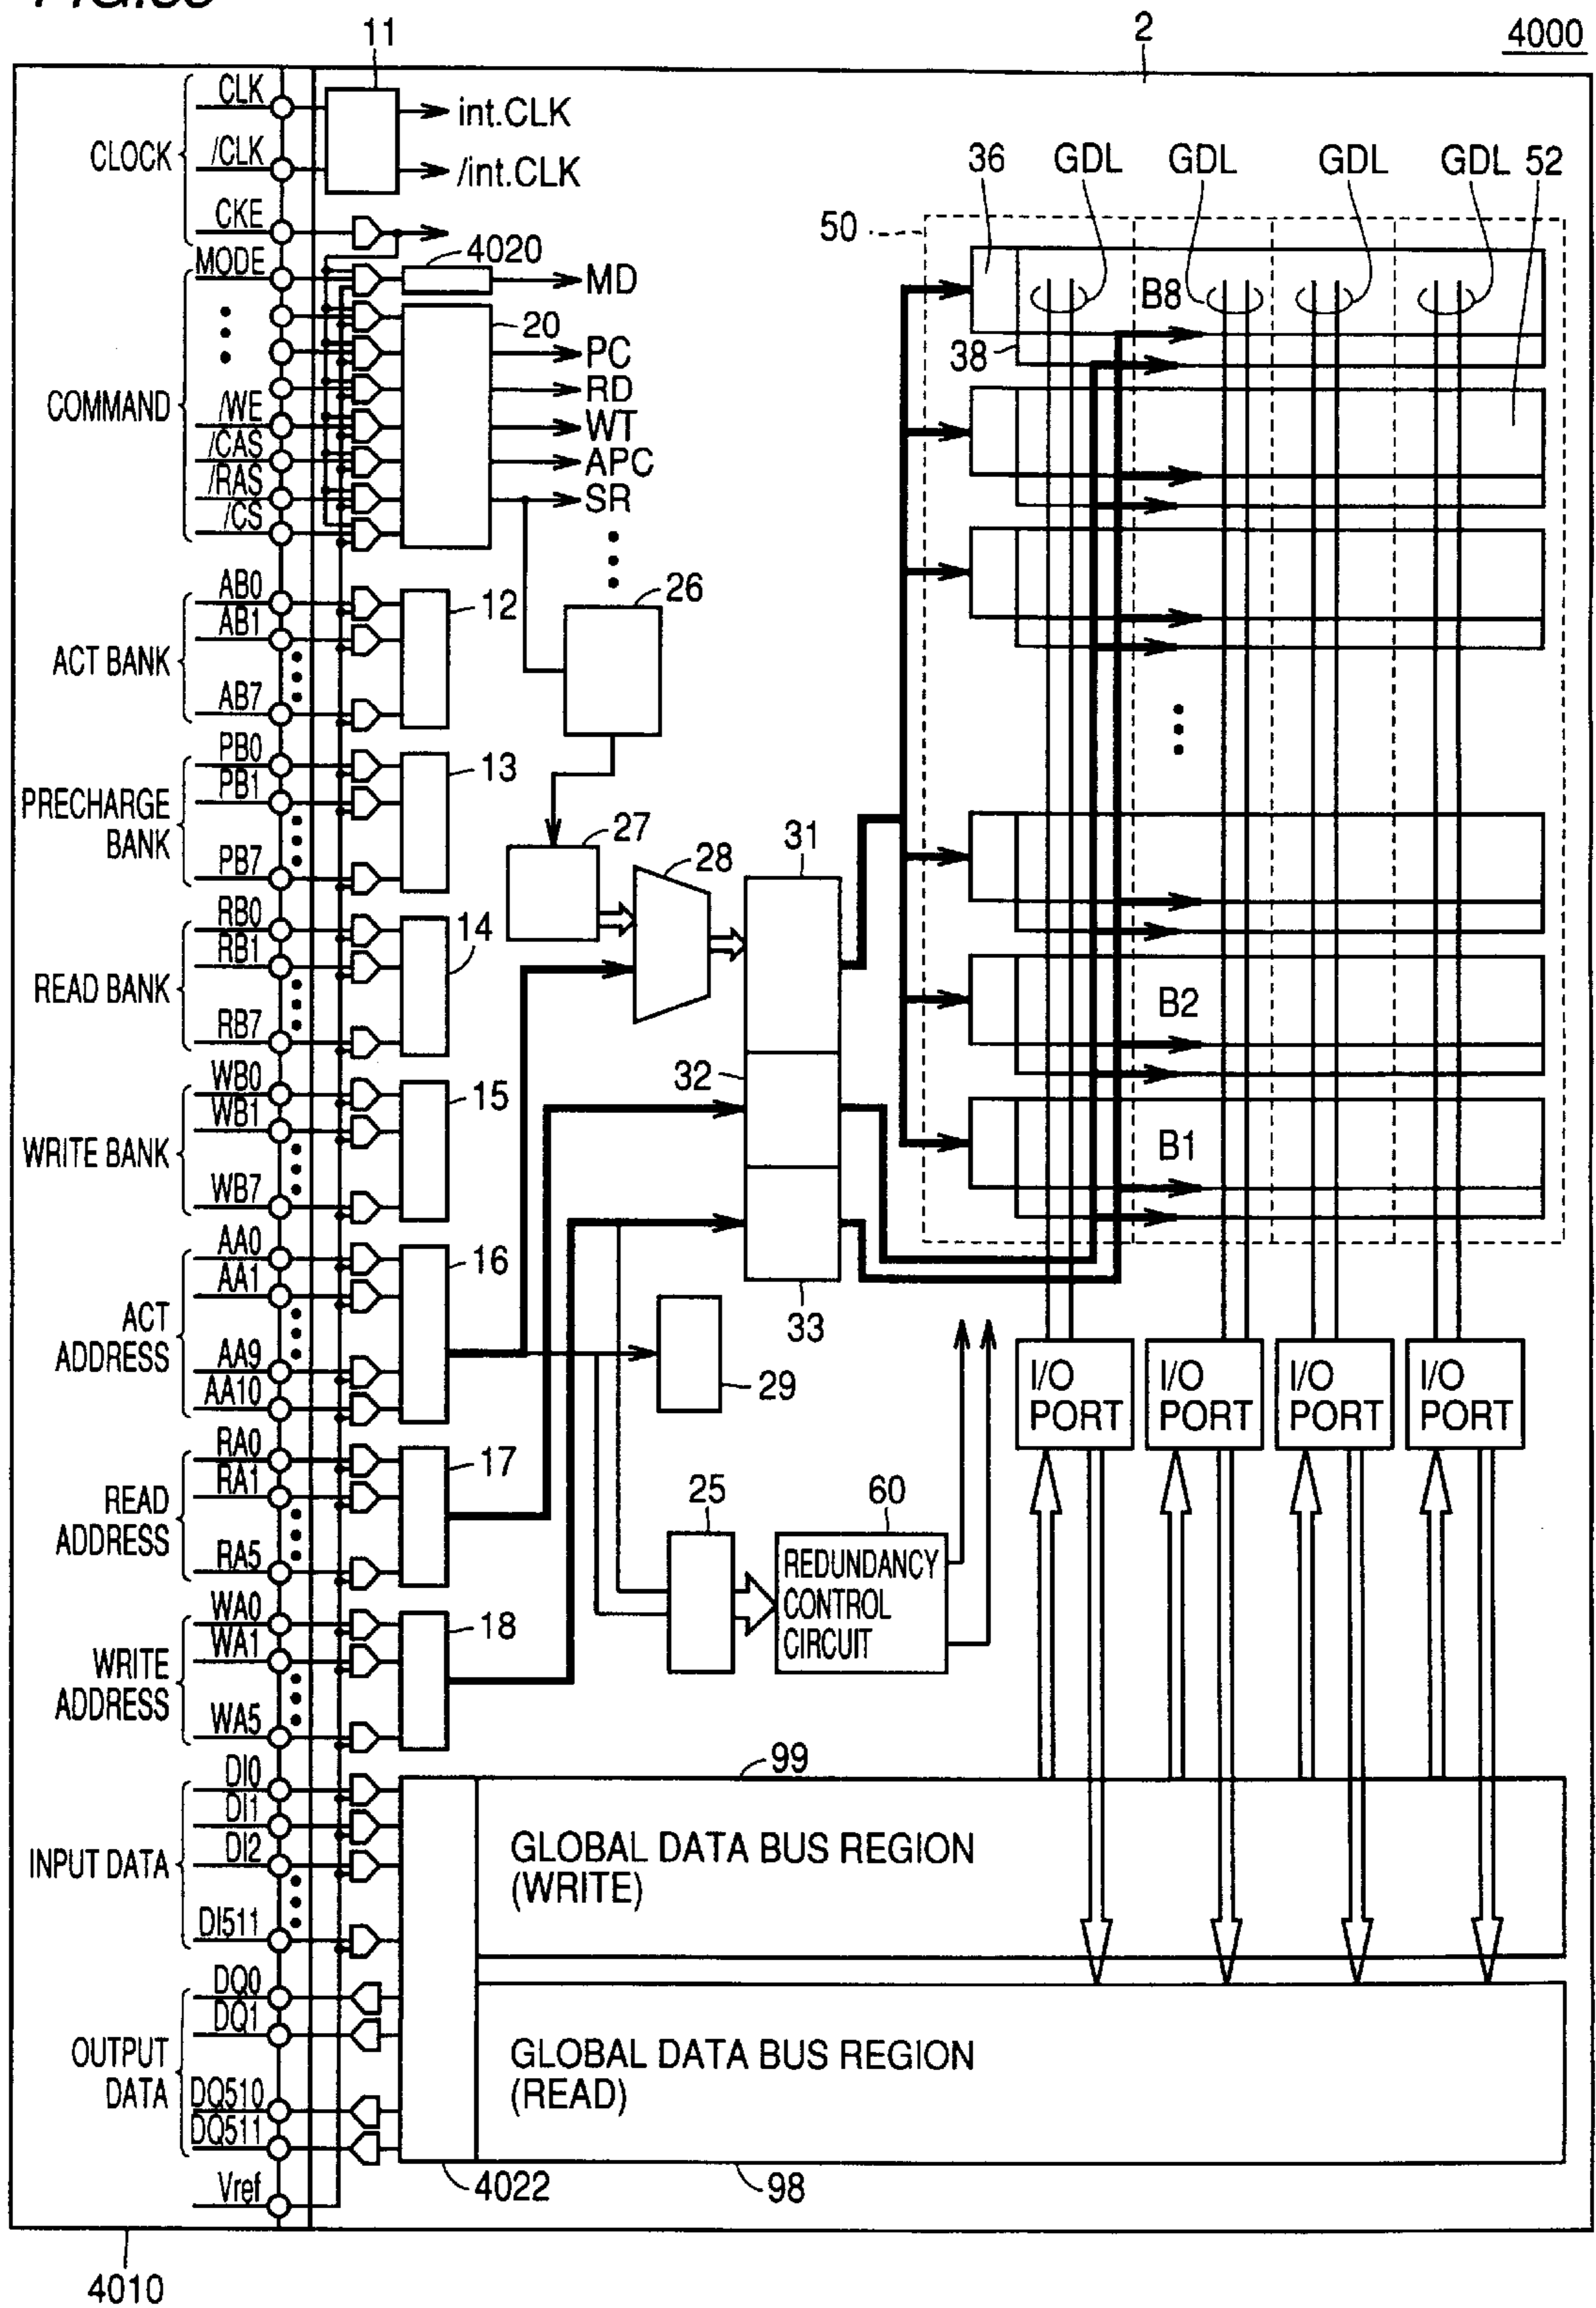 11
2
4000
CLK
int.CLK
/CLK
/int.CLK
CLOCK
CKE
36
GDL
GDL
GDL
GDL
52
50
MODE
4020
MD
B8
20
PC
38
RD
COMMAND
/WE
WT
/CAS
APC
/RAS
SR
/CS
AB0
12
26
AB1
ACT BANK
AB7
PB0
13
PB1
PRECHARGE
BANK
27
28
31
PB7
RB0
14
RB1
READ BANK
B2
RB7
WB0
15
32
WB1
WRITE BANK
B1
WB7
AA0
16
AA1
ACT
ADDRESS
33
AA9
29
AA10
I/O
PORT
I/O
PORT
I/O
PORT
I/O
PORT
RA0
17
RA1
READ
ADDRESS
25
60
RA5
REDUNDANCY
CONTROL
CIRCUIT
WA0
18
WA1
WRITE
ADDRESS
WA5
99
DI0
DI1
DI2
INPUT DATA
GLOBAL DATA BUS REGION
(WRITE)
DI511
DQ0
DQ1
OUTPUT
DATA
GLOBAL DATA BUS REGION
(READ)
DQ510
DQ511
4022
98
Vref
4010